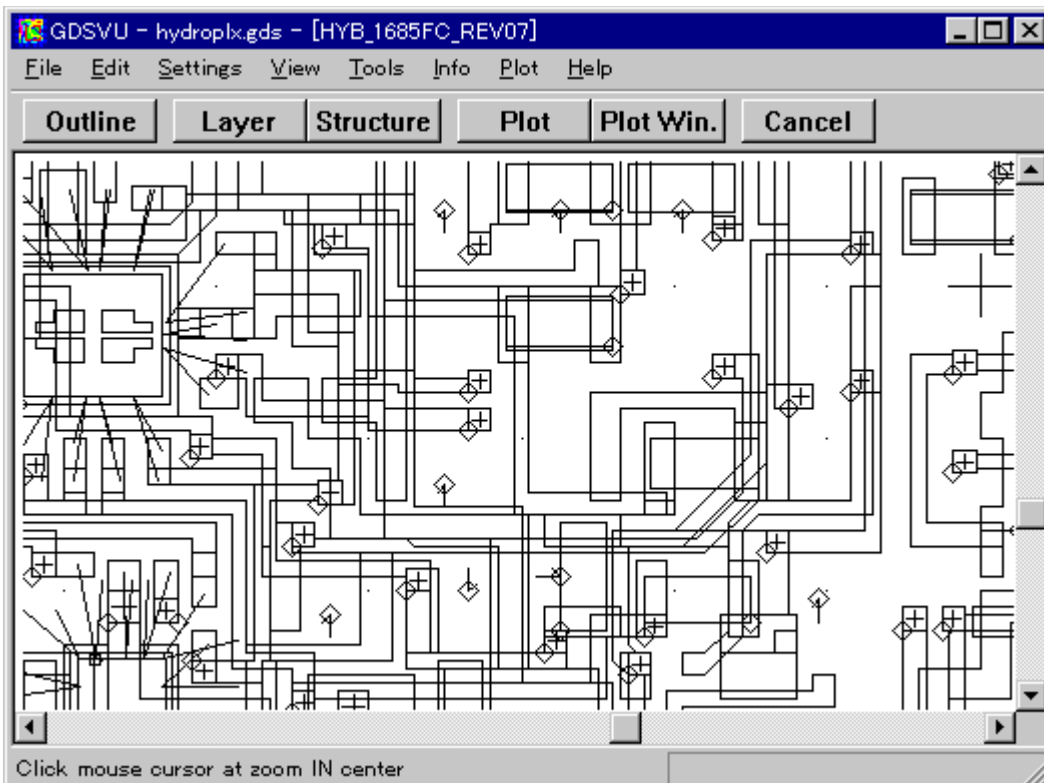 GDSVU - hydroplx.gds - [HYB_1685FC_REV07]
File Edit Settings View Tools Info Plot Help
Outline Layer Structure Plot Plot Win. Cancel
Click mouse cursor at zoom IN center